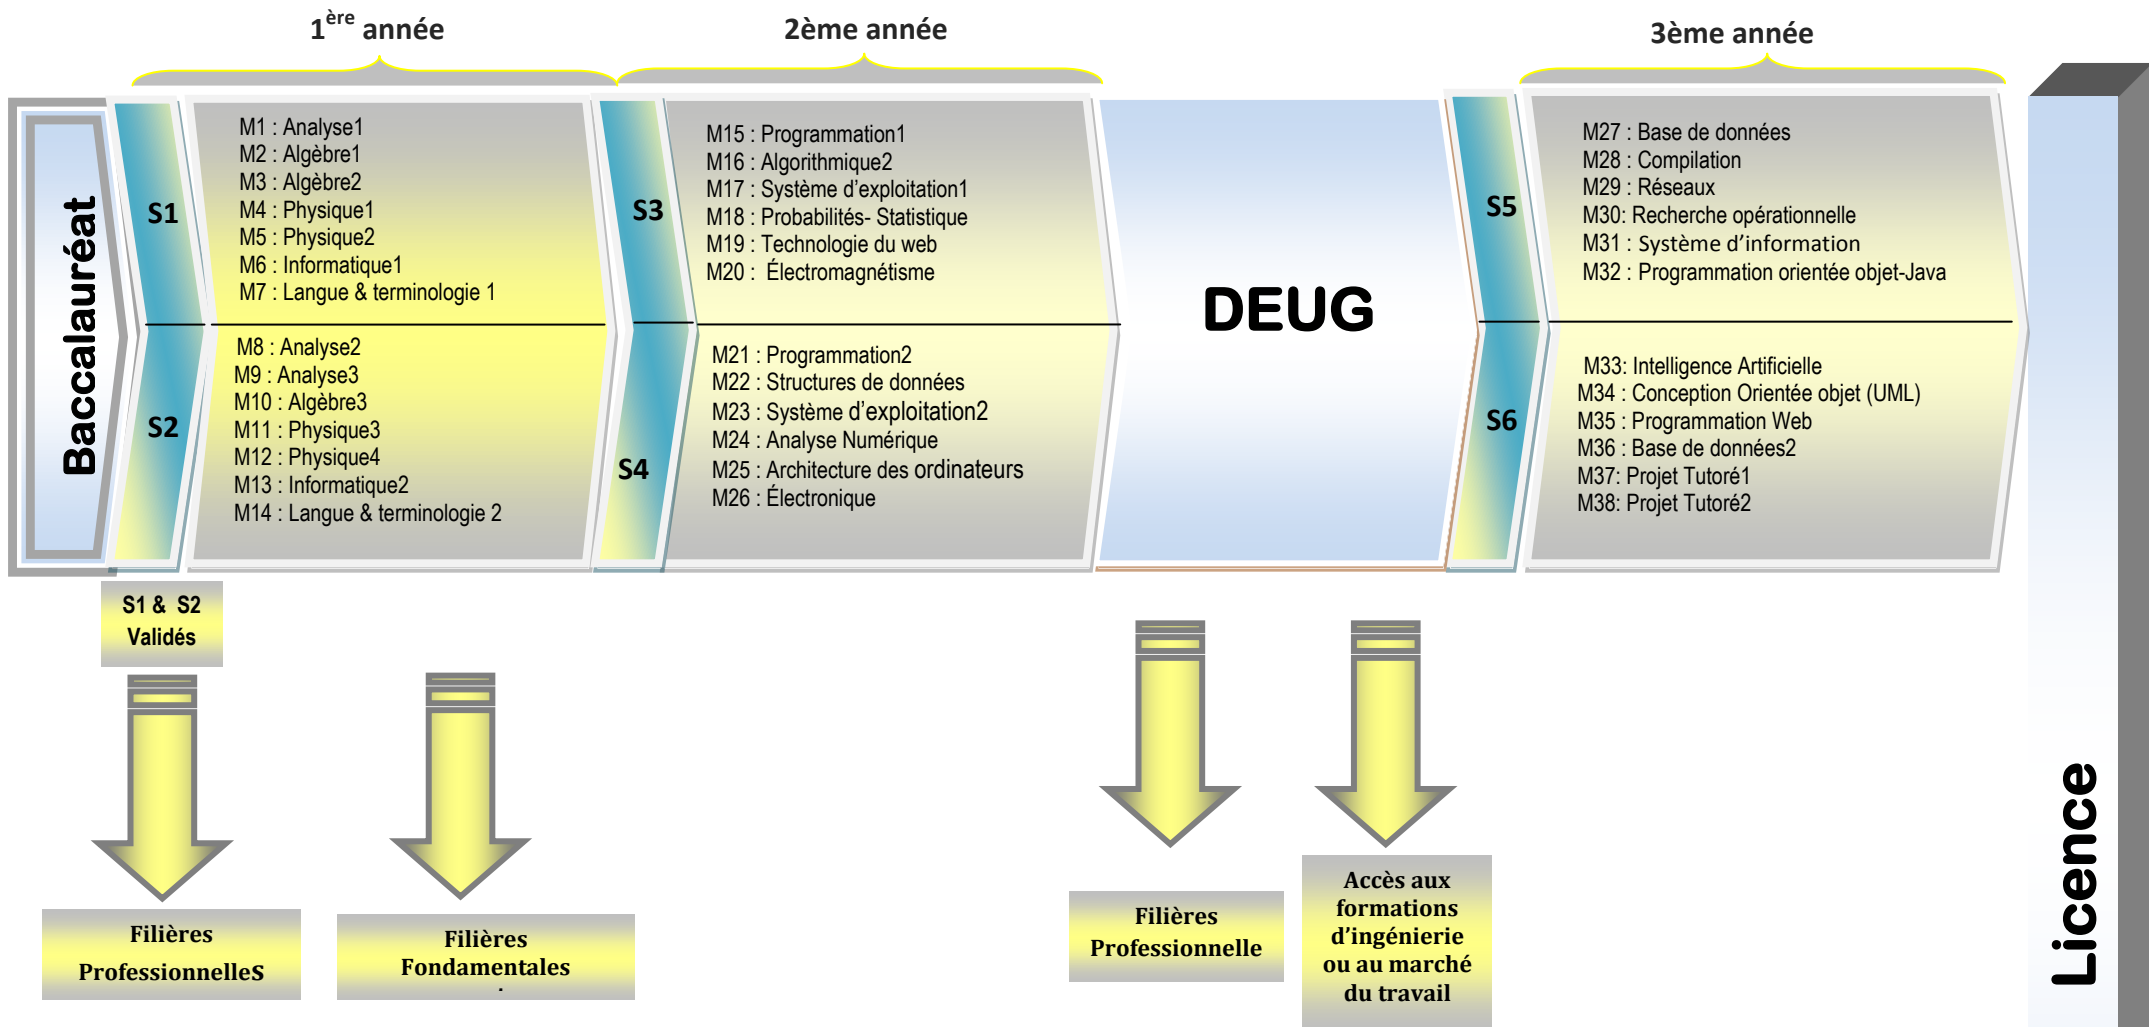 1ère année
2ème année
3ème année
Baccalauréat
S1
M1 : Analyse1
M2 : Algèbre1
M3 : Algèbre2
M4 : Physique1
M5 : Physique2
M6 : Informatique1
M7 : Langue & terminologie 1
S2
M8 : Analyse2
M9 : Analyse3
M10 : Algèbre3
M11 : Physique3
M12 : Physique4
M13 : Informatique2
M14 : Langue & terminologie 2
S3
M15 : Programmation1
M16 : Algorithmique2
M17 : Système d'exploitation1
M18 : Probabilités- Statistique
M19 : Technologie du web
M20 : Électromagnétisme
S4
M21 : Programmation2
M22 : Structures de données
M23 : Système d'exploitation2
M24 : Analyse Numérique
M25 : Architecture des ordinateurs
M26 : Électronique
DEUG
S5
M27 : Base de données
M28 : Compilation
M29 : Réseaux
M30: Recherche opérationnelle
M31 : Système d'information
M32 : Programmation orientée objet-Java
S6
M33: Intelligence Artificielle
M34 : Conception Orientée objet (UML)
M35 : Programmation Web
M36 : Base de données2
M37: Projet Tutoré1
M38: Projet Tutoré2
Licence
S1 & S2
Validés
Filières
Professionnelles
Filières
Fondamentales
Filières
Professionnelle
Accès aux
formations
d'ingénierie
ou au marché
du travail